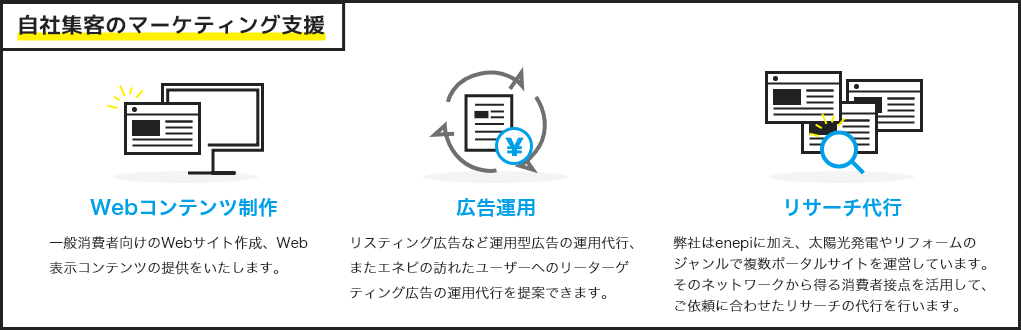 自社集客のマーケティング支援
¥
Webコンテンツ制作
一般消費者向けのWebサイト作成、Web
表示コンテンツの提供をいたします。
広告運用
リスティング広告など運用型広告の運用代行、
またエネピの訪れたユーザーへのリーターゲ
ティング広告の運用代行を提案できます。
リサーチ代行
弊社はenepiに加え、太陽光発電やリフォームの
ジャンルで複数ポータルサイトを運営しています。
そのネットワークから得る消費者接点を活用して、
ご依頼に合わせたリサーチの代行を行います。